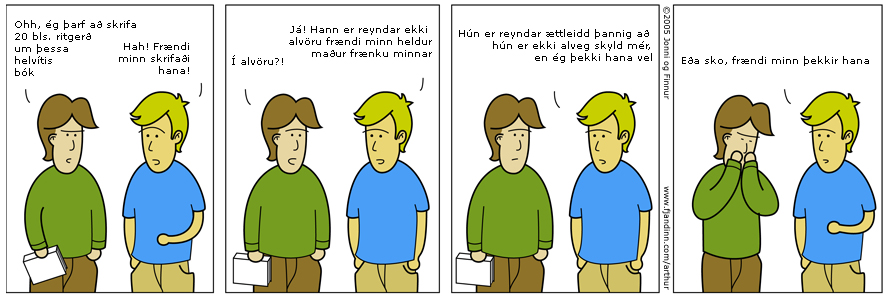 Ohh, ég þarf að skrifa
20 bls. ritgerð
um þessa
helvítis
bók
Hah! Frændi
minn skrifaði
hana!
Í alvöru?!
Já! Hann er reyndar ekki
alvöru frændi minn heldur
maður frænku minnar
Hún er reyndar ættleidd þannig að
hún er ekki alveg skyld mér,
en ég þekki hana vel
©2005 Jonni og Finnur
www.fjandinn.com/arthur
Eða sko, frændi minn þekkir hana